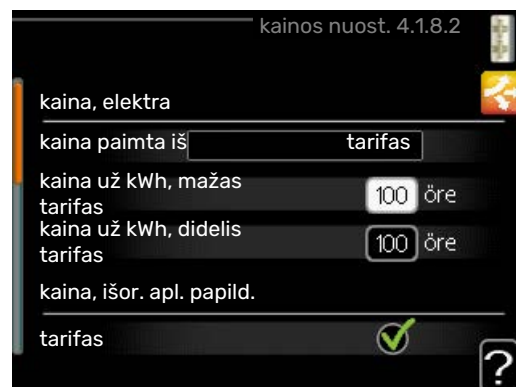 kainos nuost. 4.1.8.2
kaina, elektra
kaina paimta iš tarifas
kaina už kWh, mažas
tarifas
100 öre
kaina už kWh, didelis
tarifas
100 öre
kaina, išor. apl. papild.
tarifas
?